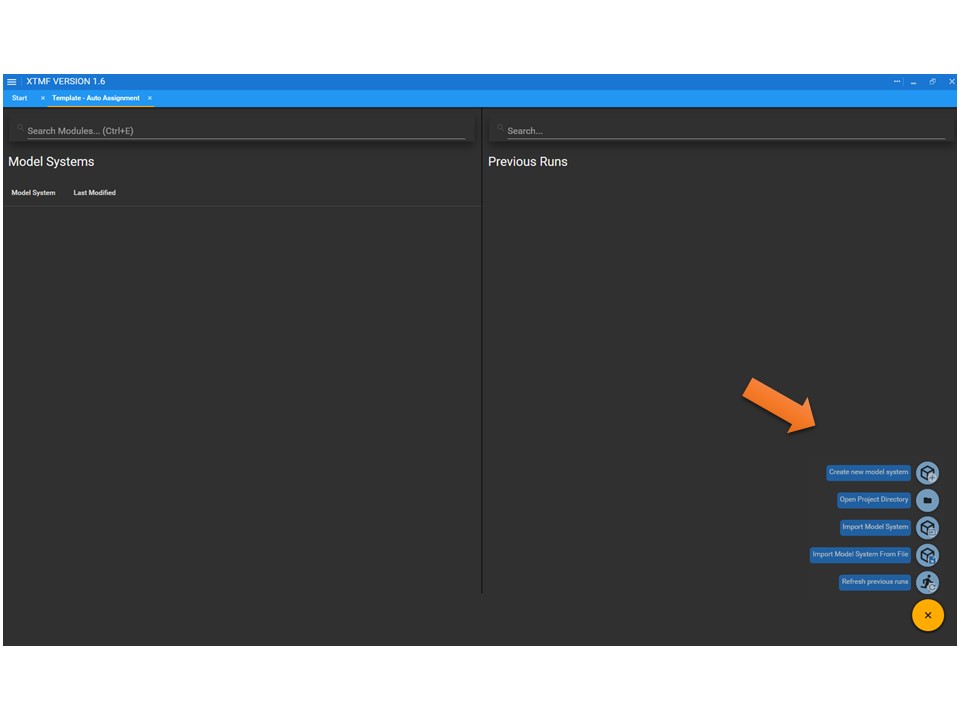 XTMF VERSION 1.6
Start × Template - Auto Assignment ×
Search Modules... (Ctrl+E)
Search...
Model Systems
Previous Runs
Model System Last Modified
Create new model system
Open Project Directory
Import Model System
Import Model System From File
Refresh previous runs